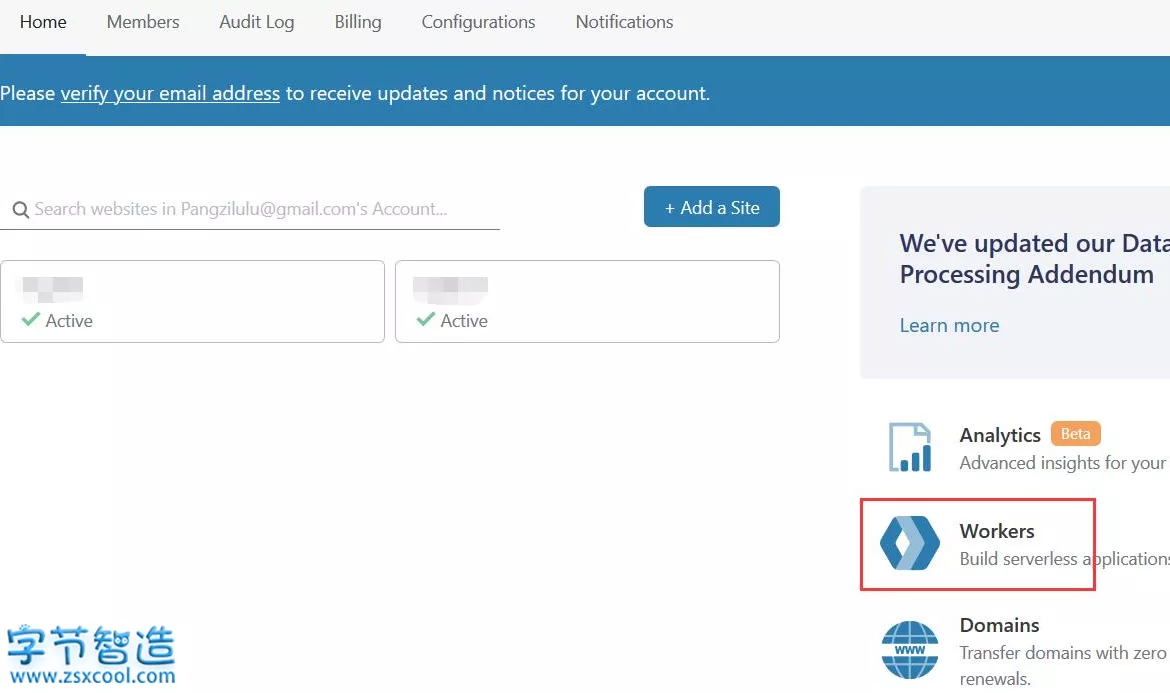 Home Members Audit Log Billing Configurations Notifications
Please verify your email address to receive updates and notices for your account.
Search websites in Pangzilulu@gmail.com's Account...
+ Add a Site
Active
Active
We've updated our Data
Processing Addendum
Learn more
Analytics Beta
Advanced insights for your
Workers
Build serverless applications
Domains
WWW
Transfer domains with zero
renewals.
字节智造
www.zsxcool.com